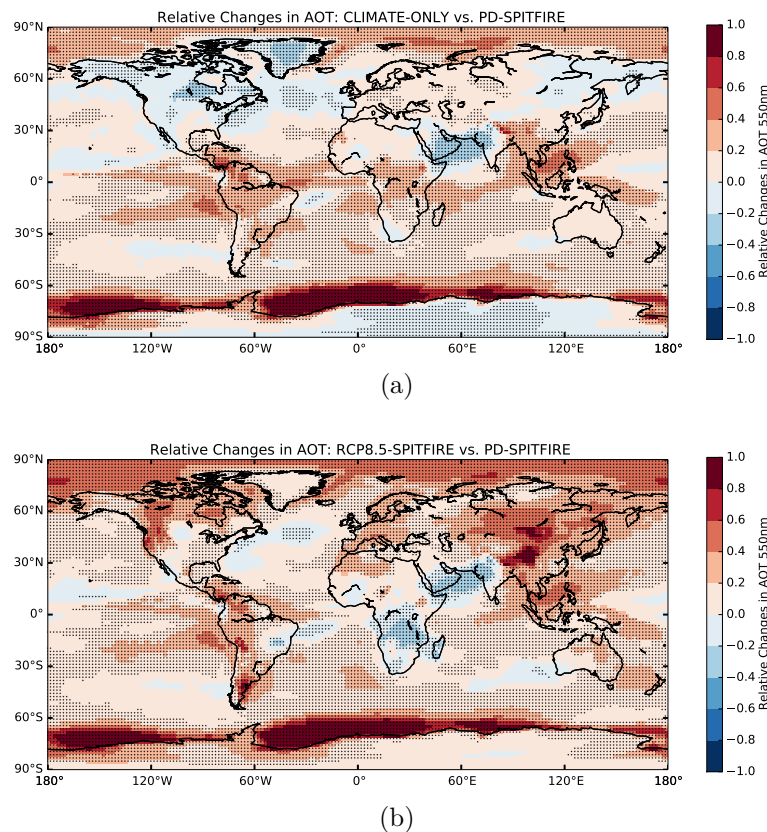 Relative Changes in AOT: CLIMATE-ONLY vs. PD-SPITFIRE
90°N
60°N
30°N
0°
30°S
60°S
90°S
180° 120°W 60°W 0° 60°E 120°E 180°
1.0
0.8
0.6
0.4
0.2
0.0
−0.2
−0.4
−0.6
−0.8
−1.0
Relative Changes in AOT 550nm
(a)
Relative Changes in AOT: RCP8.5-SPITFIRE vs. PD-SPITFIRE
90°N
60°N
30°N
0°
30°S
60°S
90°S
180° 120°W 60°W 0° 60°E 120°E 180°
1.0
0.8
0.6
0.4
0.2
0.0
−0.2
−0.4
−0.6
−0.8
−1.0
Relative Changes in AOT 550nm
(b)